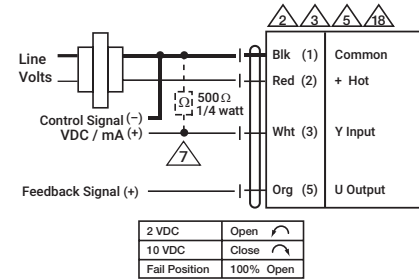 2 3 5 18
Line
Volts
Blk (1) Common
Red (2) + Hot
Ω 500 Ω
1/4 watt
Control Signal (−)
VDC / mA (+)
Wht (3) Y Input
7
Feedback Signal (+)
Org (5) U Output
2 VDC Open
10 VDC Close
Fail Position 100% Open